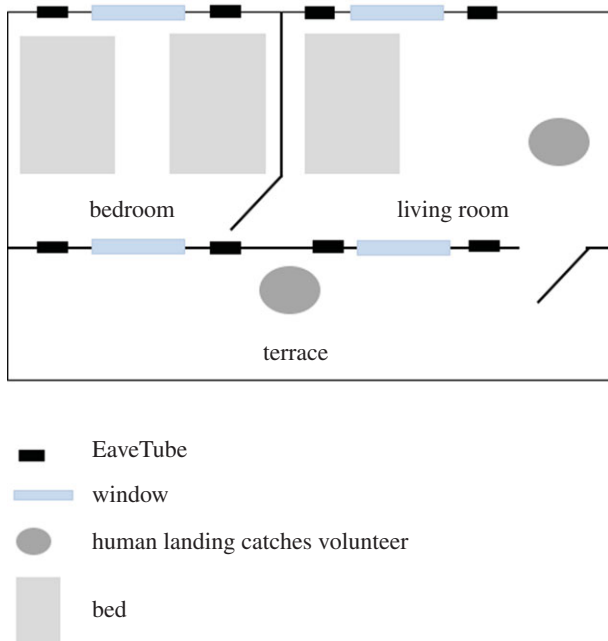 bedroom
living room
terrace
EaveTube
window
human landing catches volunteer
bed